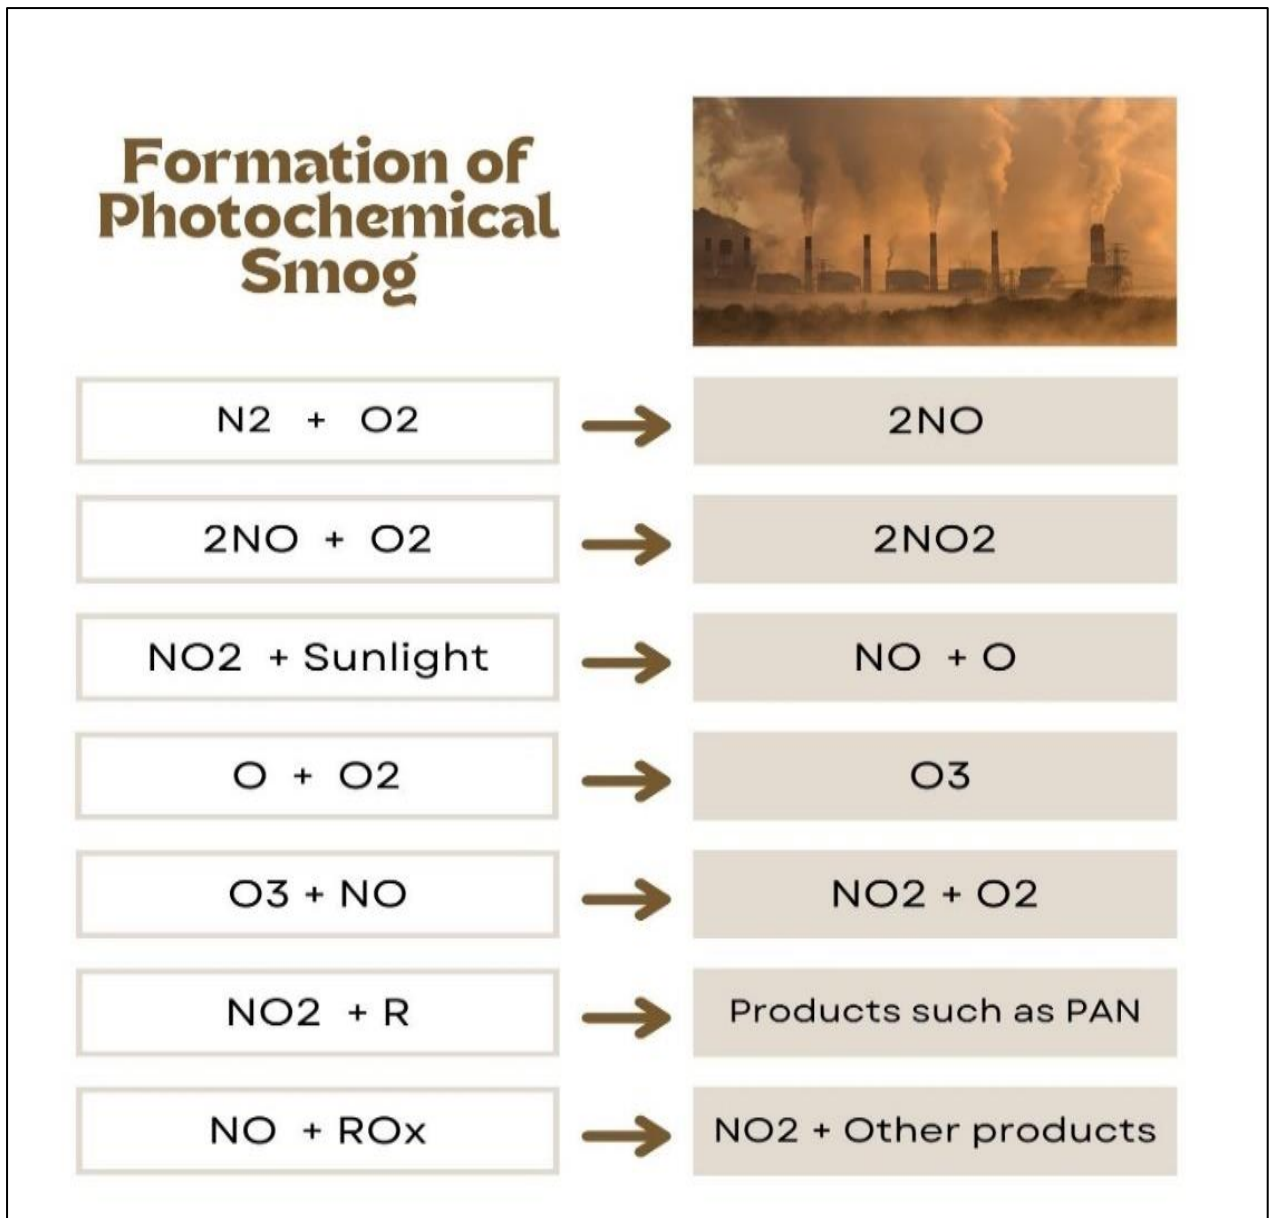 Formation of
Photochemical
Smog
N2 + O2 → 2NO
2NO + O2 → 2NO2
NO2 + Sunlight → NO + O
O + O2 → O3
O3 + NO → NO2 + O2
NO2 + R → Products such as PAN
NO + ROx → NO2 + Other products